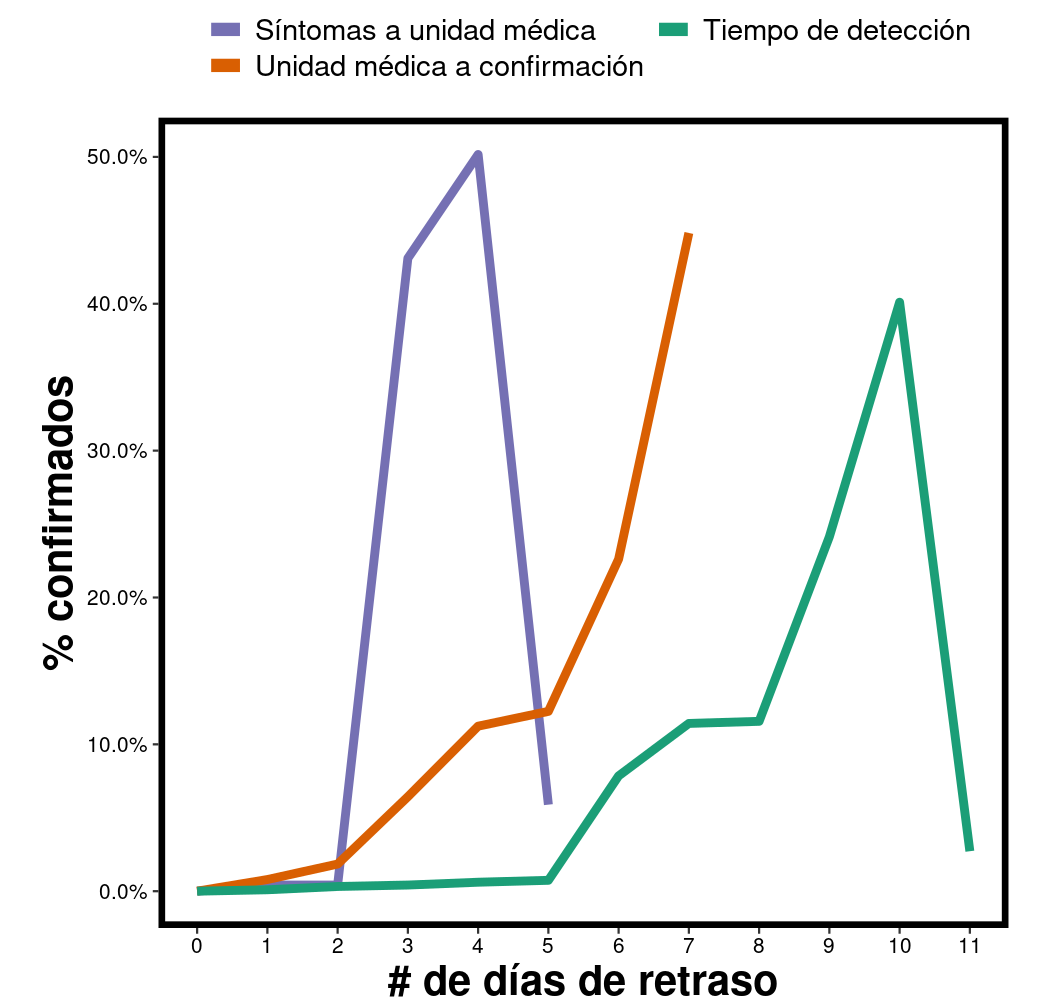 Síntomas a unidad médica
Tiempo de detección
Unidad médica a confirmación
50.0%
40.0%
30.0%
20.0%
10.0%
0.0%
% confirmados
0 1 2 3 4 5 6 7 8 9 10 11
# de días de retraso